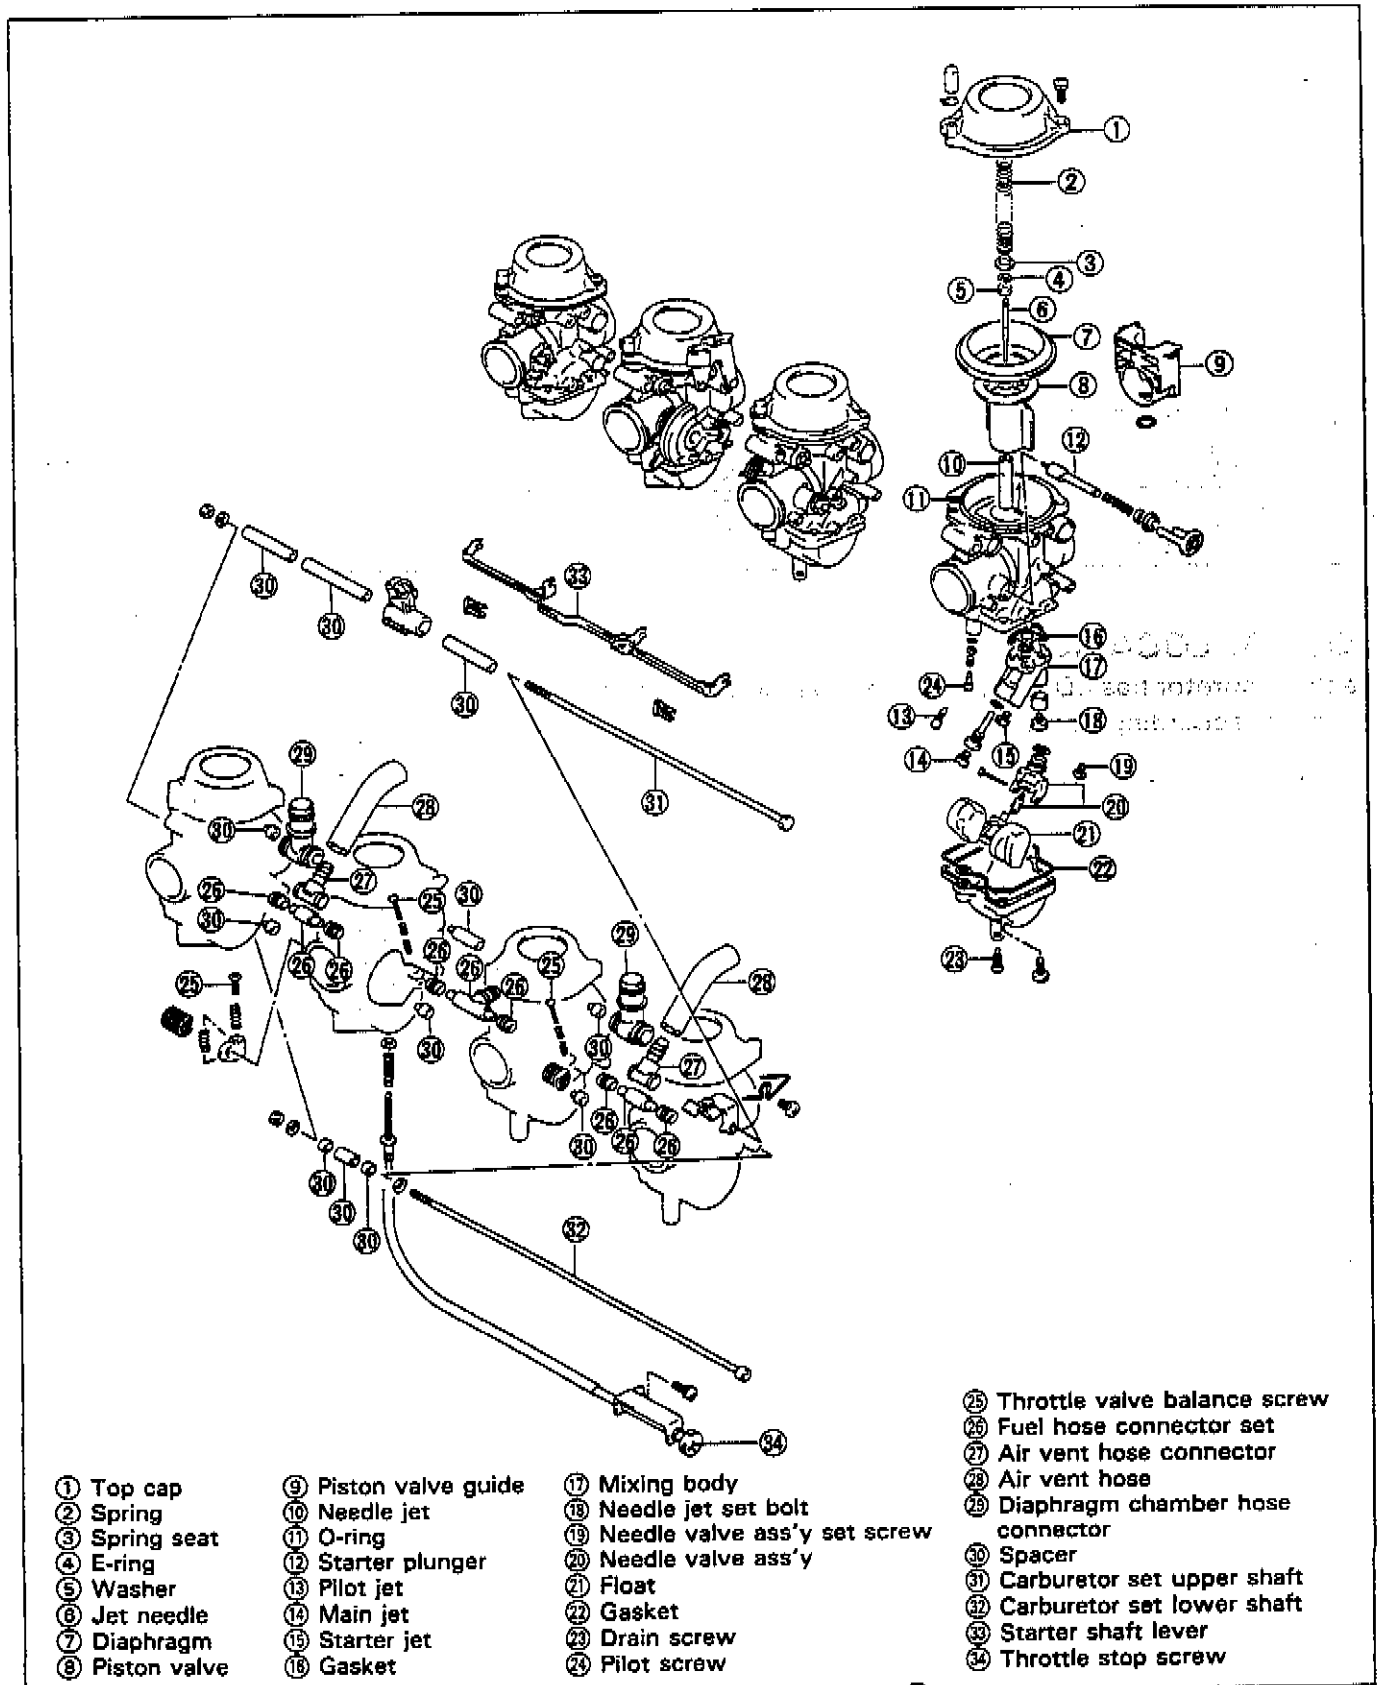 ① Top cap
② Spring
③ Spring seat
④ E-ring
⑤ Washer
⑥ Jet needle
⑦ Diaphragm
⑧ Piston valve
⑨ Piston valve guide
⑩ Needle jet
⑪ O-ring
⑫ Starter plunger
⑬ Pilot jet
⑭ Main jet
⑮ Starter jet
⑯ Gasket
⑰ Mixing body
⑱ Needle jet set bolt
⑲ Needle valve ass'y set screw
⑳ Needle valve ass'y
㉑ Float
㉒ Gasket
㉓ Drain screw
㉔ Pilot screw
㉕ Throttle valve balance screw
㉖ Fuel hose connector set
㉗ Air vent hose connector
㉘ Air vent hose
㉙ Diaphragm chamber hose
connector
㉚ Spacer
㉛ Carburetor set upper shaft
㉜ Carburetor set lower shaft
㉝ Starter shaft lever
㉞ Throttle stop screw